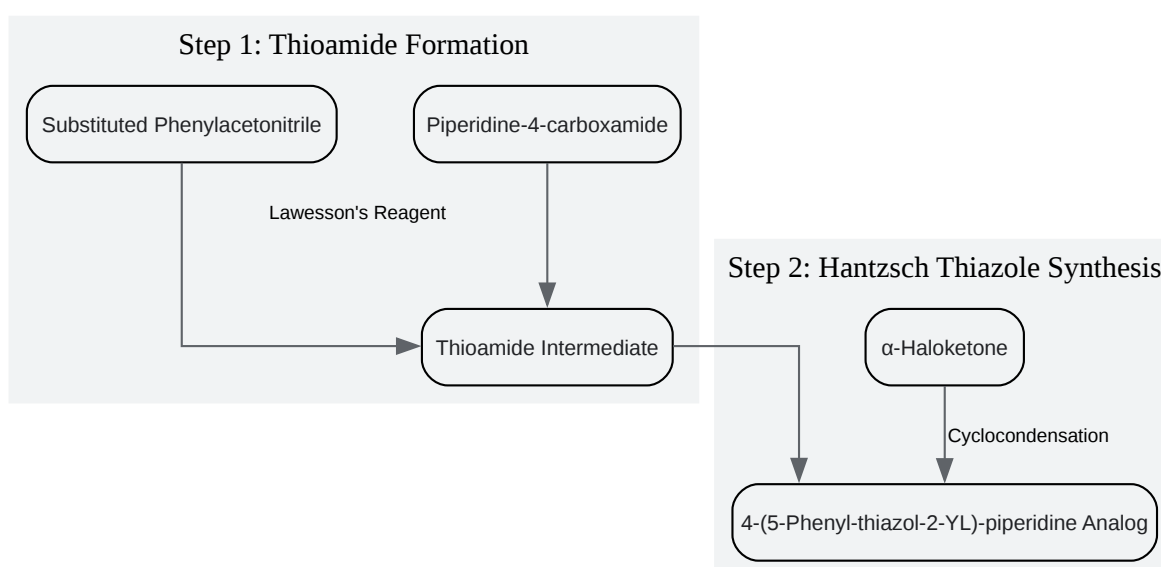 Step 1: Thioamide Formation
Substituted Phenylacetonitrile
Piperidine-4-carboxamide
Lawesson's Reagent
Thioamide Intermediate
Step 2: Hantzsch Thiazole Synthesis
α-Haloketone
Cyclocondensation
4-(5-Phenyl-thiazol-2-YL)-piperidine Analog